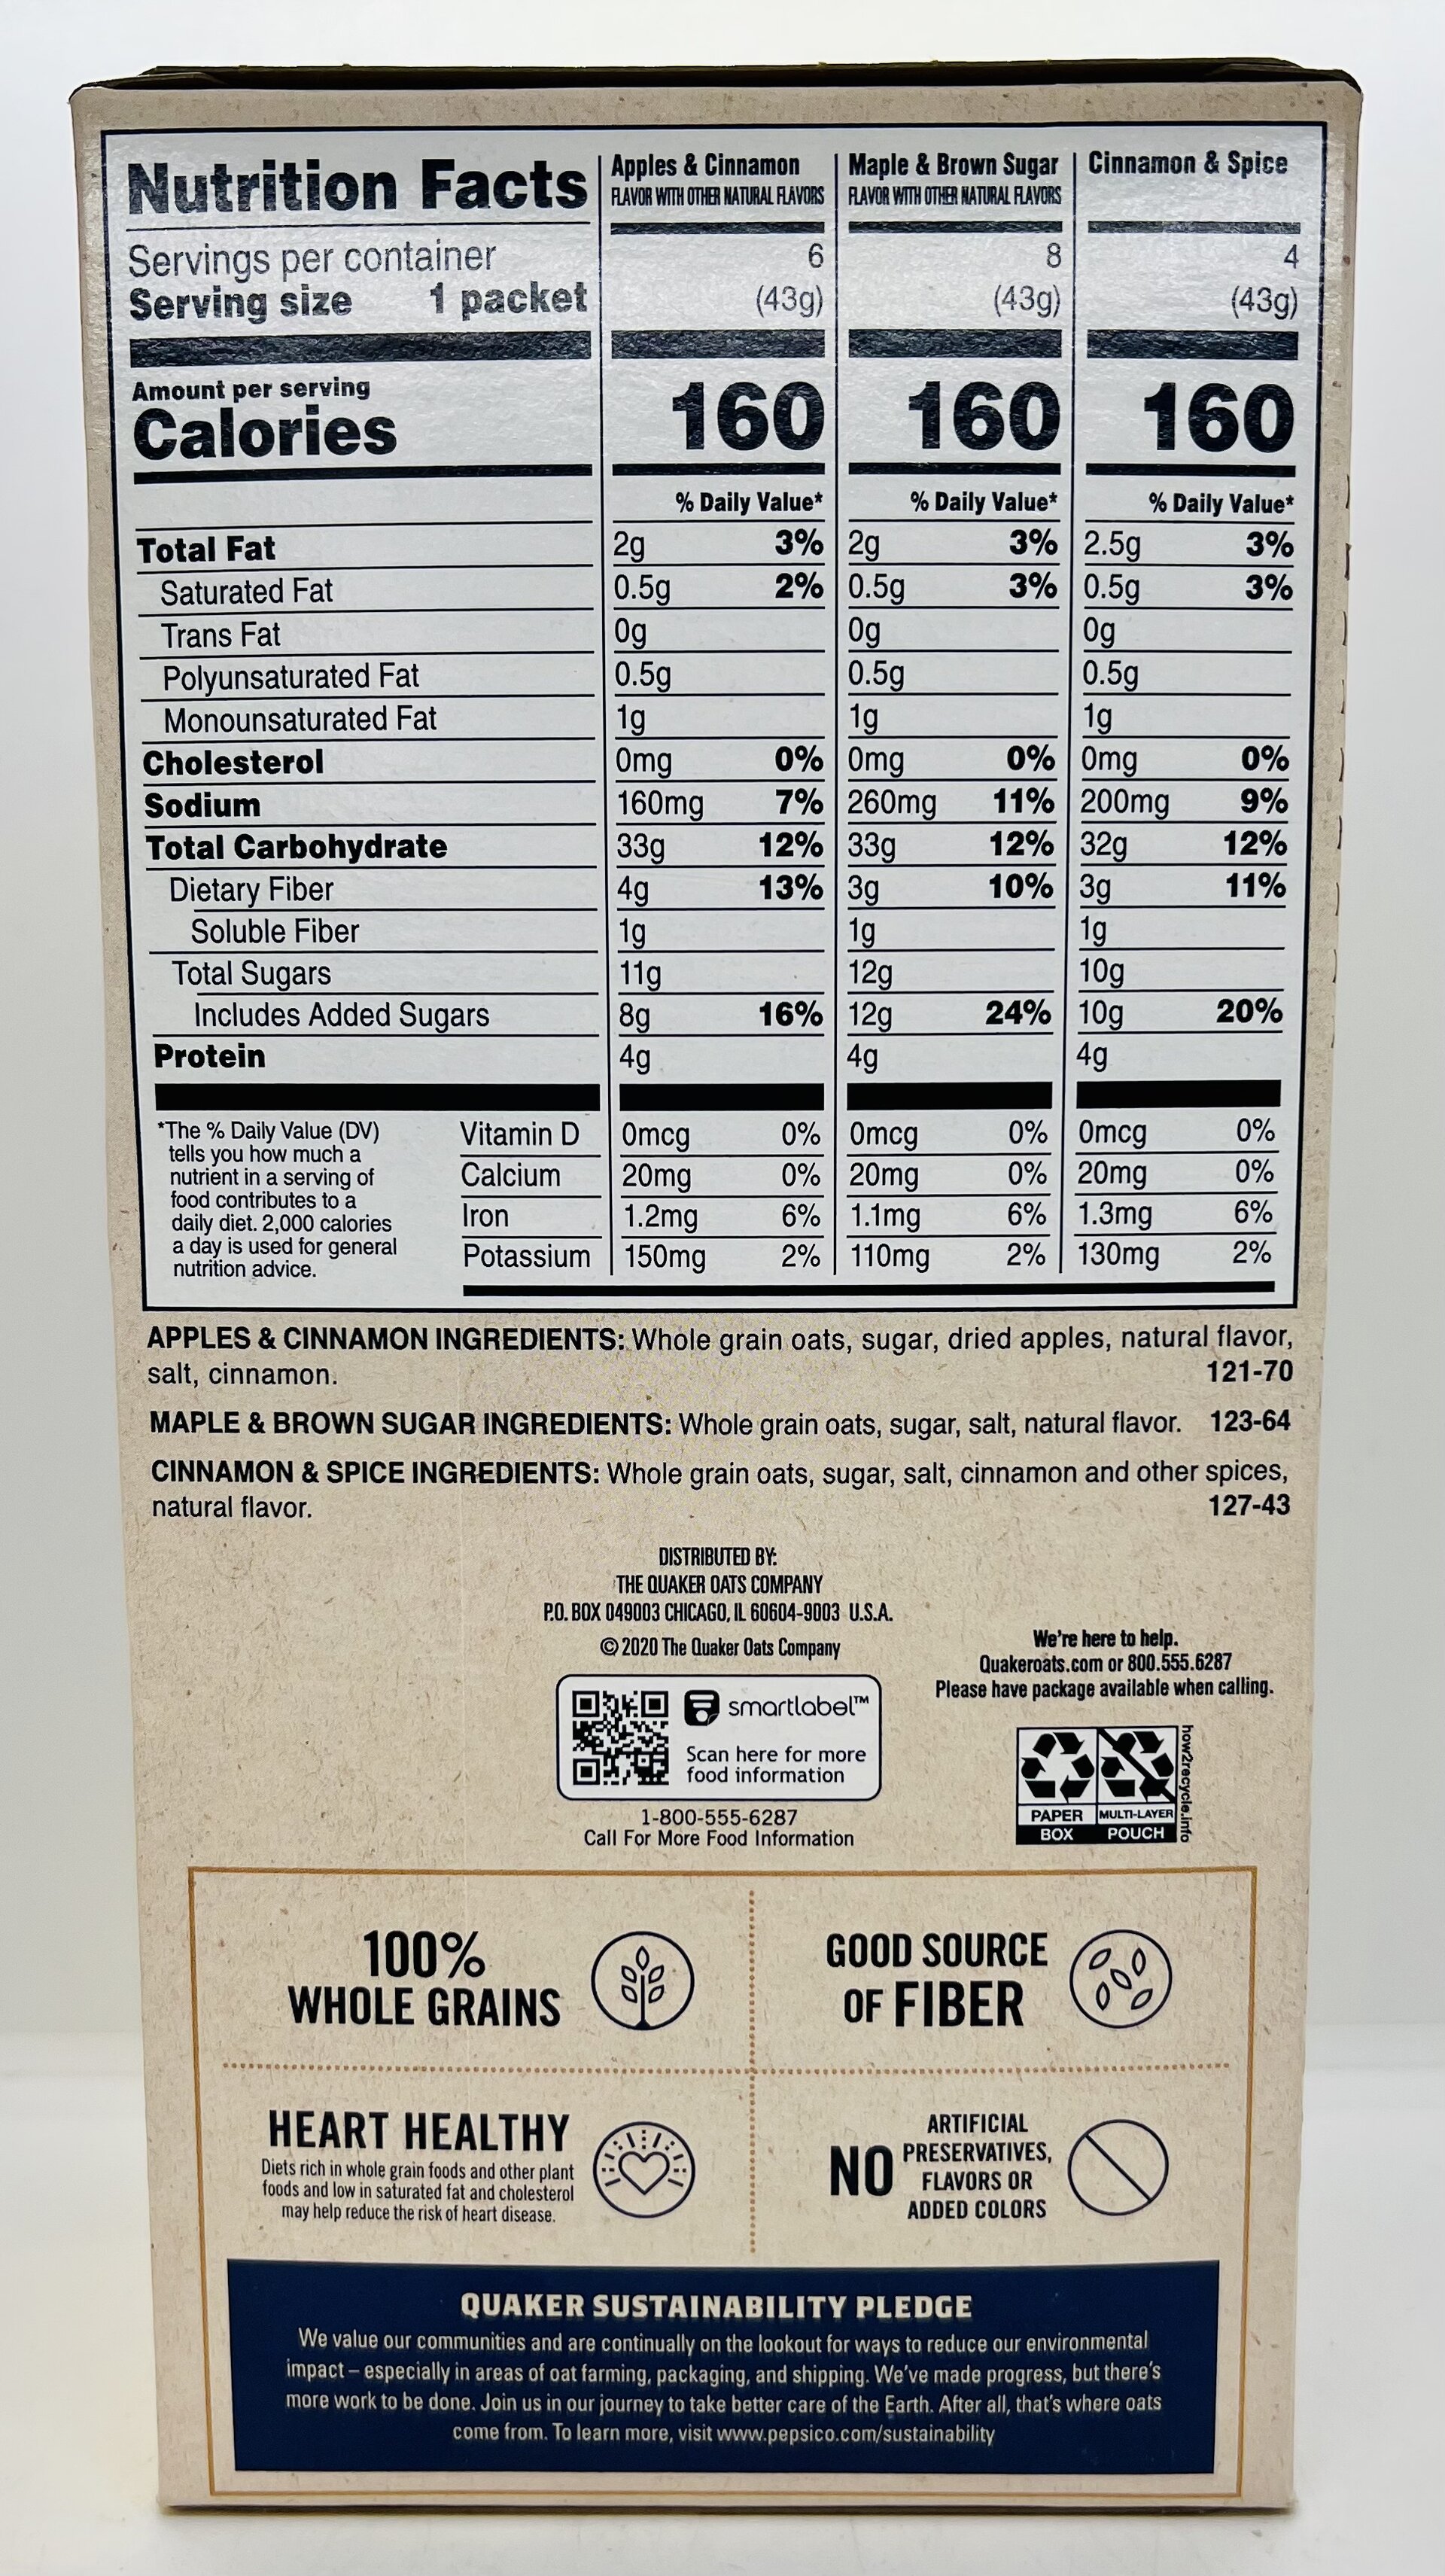 Nutrition Facts
Apples & Cinnamon
FLAVOR WITH OTHER NATURAL FLAVORS
Maple & Brown Sugar
FLAVOR WITH OTHER NATURAL FLAVORS
Cinnamon & Spice
Servings per container 6 8 4
Serving size 1 packet (43g) (43g) (43g)
Amount per serving
Calories 160 160 160
% Daily Value* % Daily Value* % Daily Value*
Total Fat 2g 3% 2g 3% 2.5g 3%
Saturated Fat 0.5g 2% 0.5g 3% 0.5g 3%
Trans Fat 0g 0g 0g
Polyunsaturated Fat 0.5g 0.5g 0.5g
Monounsaturated Fat 1g 1g 1g
Cholesterol 0mg 0% 0mg 0% 0mg 0%
Sodium 160mg 7% 260mg 11% 200mg 9%
Total Carbohydrate 33g 12% 33g 12% 32g 12%
Dietary Fiber 4g 13% 3g 10% 3g 11%
Soluble Fiber 1g 1g 1g
Total Sugars 11g 12g 10g
Includes Added Sugars 8g 16% 12g 24% 10g 20%
Protein 4g 4g 4g
*The % Daily Value (DV)
tells you how much a
nutrient in a serving of
food contributes to a
daily diet. 2,000 calories
a day is used for general
nutrition advice.
Vitamin D 0mcg 0% 0mcg 0% 0mcg 0%
Calcium 20mg 0% 20mg 0% 20mg 0%
Iron 1.2mg 6% 1.1mg 6% 1.3mg 6%
Potassium 150mg 2% 110mg 2% 130mg 2%
APPLES & CINNAMON INGREDIENTS: Whole grain oats, sugar, dried apples, natural flavor,
salt, cinnamon. 121-70
MAPLE & BROWN SUGAR INGREDIENTS: Whole grain oats, sugar, salt, natural flavor. 123-64
CINNAMON & SPICE INGREDIENTS: Whole grain oats, sugar, salt, cinnamon and other spices,
natural flavor. 127-43
DISTRIBUTED BY:
THE QUAKER OATS COMPANY
P.O. BOX 049003 CHICAGO, IL 60604-9003 U.S.A.
© 2020 The Quaker Oats Company
We're here to help.
Quakeroats.com or 800.555.6287
Please have package available when calling.
smartlabel™
Scan here for more
food information
1-800-555-6287
Call For More Food Information
PAPER MULTI-LAYER
BOX POUCH
how2recycle.info
100%
WHOLE GRAINS
GOOD SOURCE
OF FIBER
HEART HEALTHY
Diets rich in whole grain foods and other plant
foods and low in saturated fat and cholesterol
may help reduce the risk of heart disease.
NO ARTIFICIAL
PRESERVATIVES,
FLAVORS OR
ADDED COLORS
QUAKER SUSTAINABILITY PLEDGE
We value our communities and are continually on the lookout for ways to reduce our environmental
impact – especially in areas of oat farming, packaging, and shipping. We've made progress, but there's
more work to be done. Join us in our journey to take better care of the Earth. After all, that's where oats
come from. To learn more, visit www.pepsico.com/sustainability